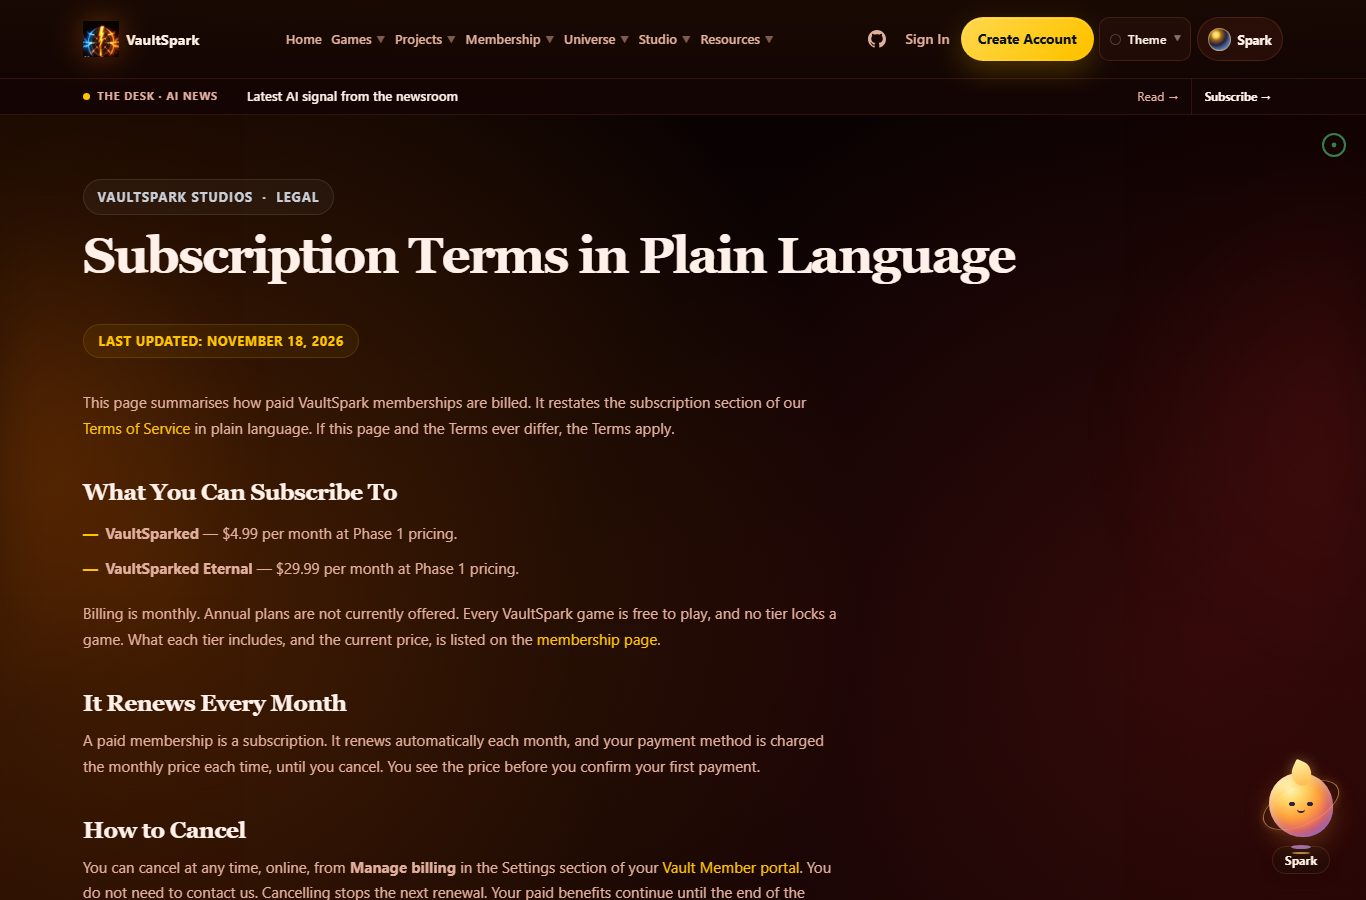 VaultSpark
Home Games Projects Membership Universe Studio Resources
Sign In
Create Account
Theme
Spark
THE DESK · AI NEWS
Latest AI signal from the newsroom
Read →
Subscribe →
VAULTSPARK STUDIOS · LEGAL
Subscription Terms in Plain Language
LAST UPDATED: NOVEMBER 18, 2026
This page summarises how paid VaultSpark memberships are billed. It restates the subscription section of our
Terms of Service in plain language. If this page and the Terms ever differ, the Terms apply.
What You Can Subscribe To
— VaultSparked — $4.99 per month at Phase 1 pricing.
— VaultSparked Eternal — $29.99 per month at Phase 1 pricing.
Billing is monthly. Annual plans are not currently offered. Every VaultSpark game is free to play, and no tier locks a
game. What each tier includes, and the current price, is listed on the membership page.
It Renews Every Month
A paid membership is a subscription. It renews automatically each month, and your payment method is charged
the monthly price each time, until you cancel. You see the price before you confirm your first payment.
How to Cancel
You can cancel at any time, online, from Manage billing in the Settings section of your Vault Member portal. You
do not need to contact us. Cancelling stops the next renewal. Your paid benefits continue until the end of the
Spark